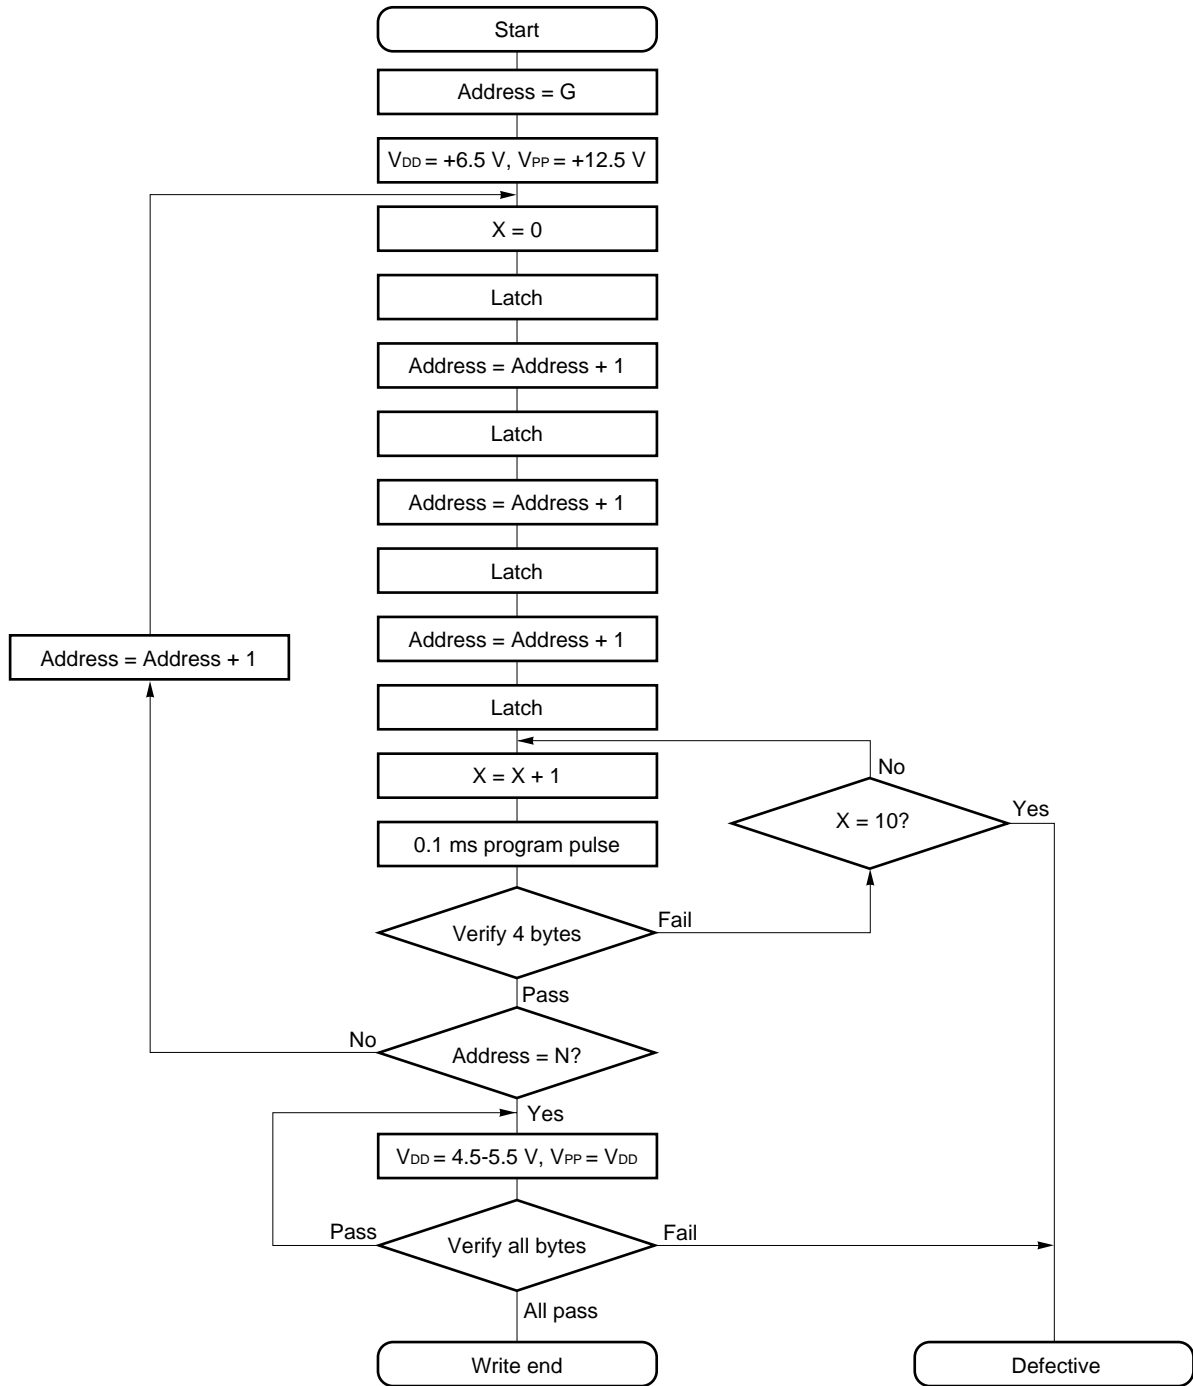 Start
Address = G
VDD = +6.5 V, VPP = +12.5 V
X = 0
Latch
Address = Address + 1
Latch
Address = Address + 1
Latch
Address = Address + 1
Address = Address + 1
Latch
X = X + 1
No
X = 10?
Yes
0.1 ms program pulse
Verify 4 bytes
Fail
Pass
No
Address = N?
Yes
VDD = 4.5-5.5 V, VPP = VDD
Pass
Verify all bytes
Fail
All pass
Write end
Defective